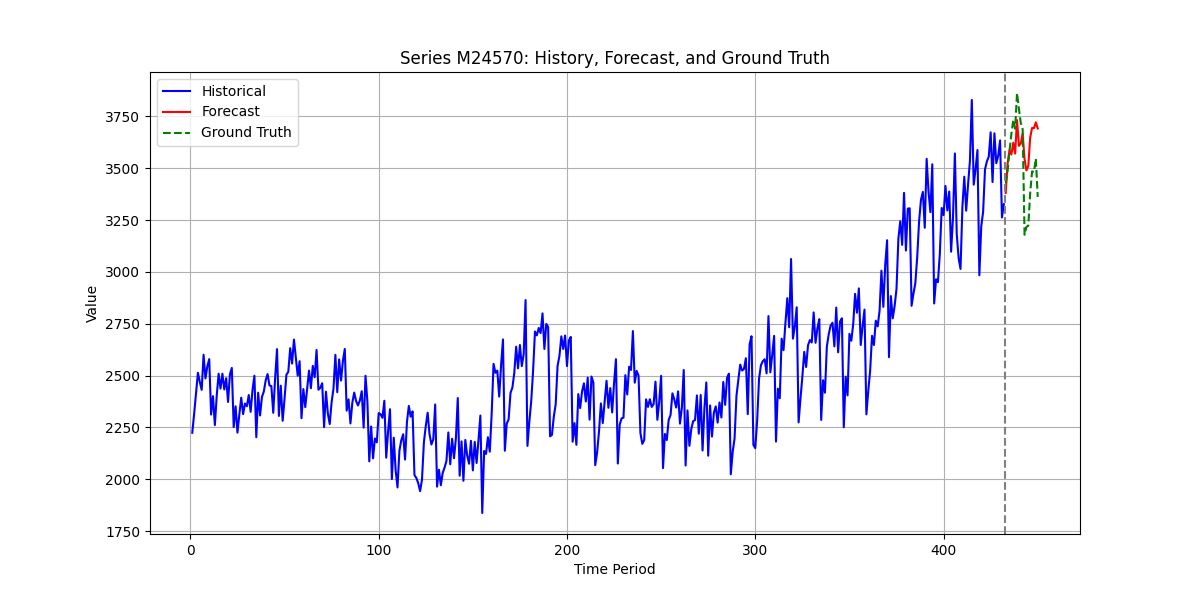 Series M24570: History, Forecast, and Ground Truth
Historical
Forecast
Ground Truth
3750
3500
3250
3000
2750
2500
2250
2000
1750
Value
0 100 200 300 400
Time Period